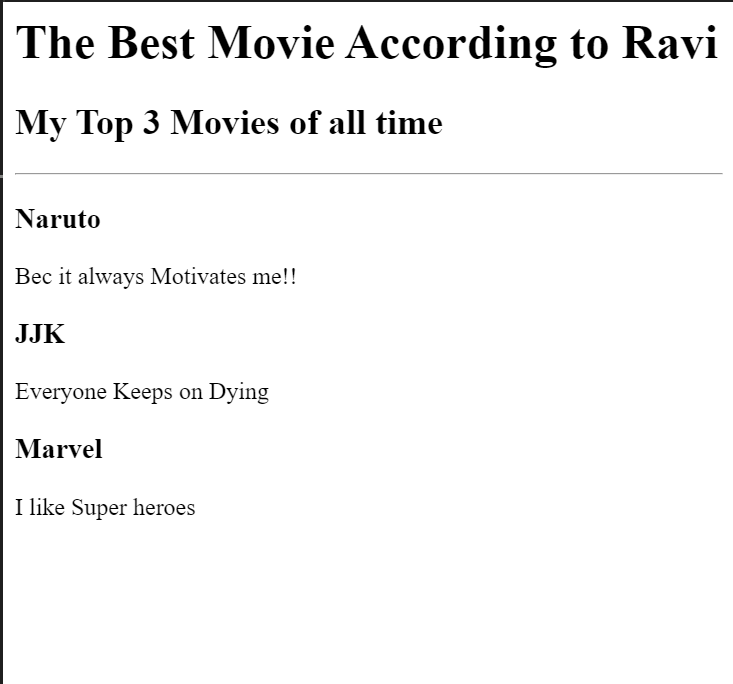 The Best Movie According to Ravi
My Top 3 Movies of all time
Naruto
Bec it always Motivates me!!
JJK
Everyone Keeps on Dying
Marvel
I like Super heroes